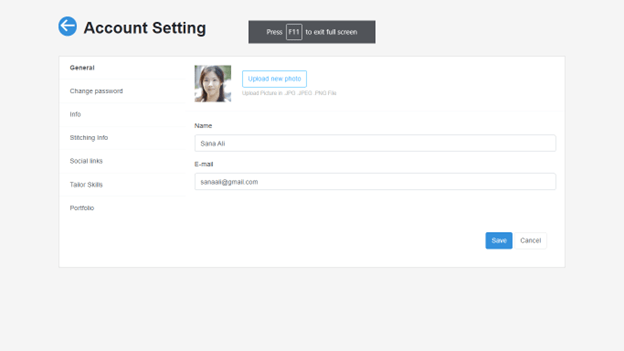 Account Setting
Press F11 to exit full screen
General
Change password
Info
Stitching Info
Social links
Tailor Skills
Portfolio
Upload new photo
Upload Picture in .JPG .JPEG .PNG File
Name
Sana Ali
E-mail
sanaali@gmail.com
Save Cancel